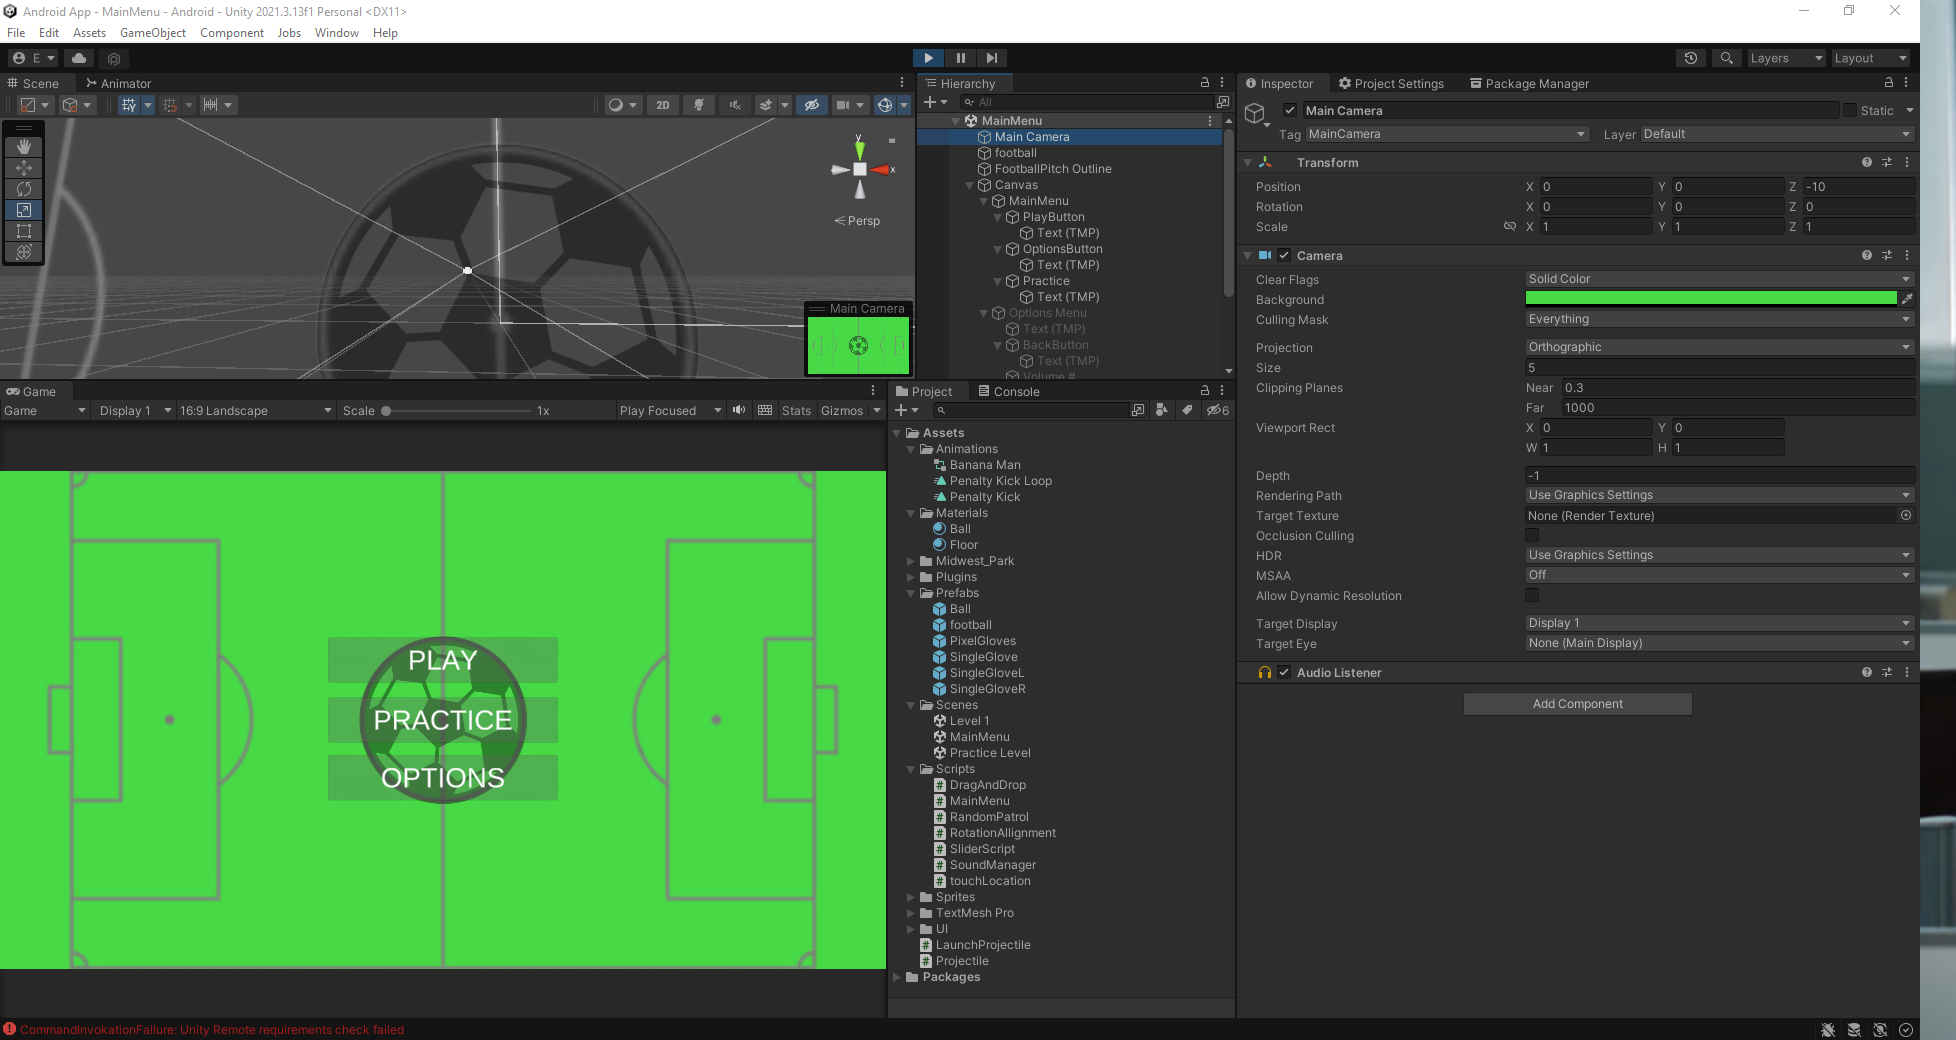 Android App - MainMenu - Android - Unity 2021.3.13f1 Personal <DX11>
File Edit Assets GameObject Component Jobs Window Help
E Layers Layout
Scene Animator
2D
y
x
Persp
Main Camera
Hierarchy
All
MainMenu
Main Camera
football
FootballPitch Outline
Canvas
MainMenu
PlayButton
Text (TMP)
OptionsButton
Text (TMP)
Practice
Text (TMP)
Options Menu
Text (TMP)
BackButton
Text (TMP)
Volume #
Game
Game Display 1 16:9 Landscape Scale 1x Play Focused Stats Gizmos
PLAY
PRACTICE
OPTIONS
Project Console
6
Assets
Animations
Banana Man
Penalty Kick Loop
Penalty Kick
Materials
Ball
Floor
Midwest_Park
Plugins
Prefabs
Ball
football
PixelGloves
SingleGlove
SingleGloveL
SingleGloveR
Scenes
Level 1
MainMenu
Practice Level
Scripts
DragAndDrop
MainMenu
RandomPatrol
RotationAllignment
SliderScript
SoundManager
touchLocation
Sprites
TextMesh Pro
UI
LaunchProjectile
Projectile
Packages
Inspector Project Settings Package Manager
Main Camera Static
Tag MainCamera Layer Default
Transform
Position X 0 Y 0 Z -10
Rotation X 0 Y 0 Z 0
Scale X 1 Y 1 Z 1
Camera
Clear Flags Solid Color
Background
Culling Mask Everything
Projection Orthographic
Size 5
Clipping Planes Near 0.3
Far 1000
Viewport Rect X 0 Y 0
W 1 H 1
Depth -1
Rendering Path Use Graphics Settings
Target Texture None (Render Texture)
Occlusion Culling
HDR Use Graphics Settings
MSAA Off
Allow Dynamic Resolution
Target Display Display 1
Target Eye None (Main Display)
Audio Listener
Add Component
CommandInvokationFailure: Unity Remote requirements check failed